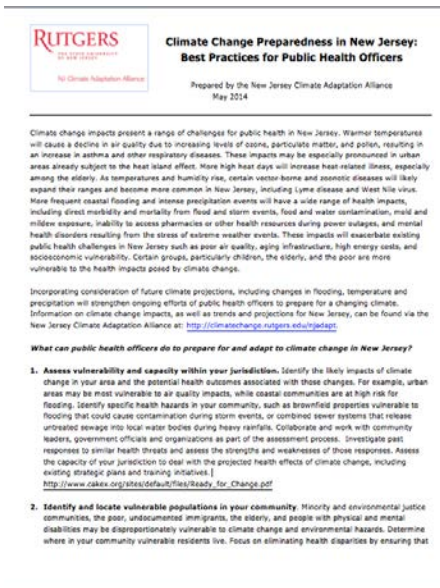 RUTGERS
THE STATE UNIVERSITY
OF NEW JERSEY
NJ Climate Adaptation Alliance
Climate Change Preparedness in New Jersey:
Best Practices for Public Health Officers
Prepared by the New Jersey Climate Adaptation Alliance
May 2014
Climate change impacts present a range of challenges for public health in New Jersey. Warmer temperatures
will cause a decline in air quality due to increasing levels of ozone, particulate matter, and pollen, resulting in
an increase in asthma and other respiratory diseases. These impacts may be especially pronounced in urban
areas already subject to the heat island effect. More high heat days will increase heat-related illness, especially
among the elderly. As temperatures and humidity rise, certain vector-borne and zoonotic diseases will likely
expand their ranges and become more common in New Jersey, including Lyme disease and West Nile virus.
More frequent coastal flooding and intense precipitation events will have a wide range of health impacts,
including direct morbidity and mortality from flood and storm events, food and water contamination, mold and
mildew exposure, inability to access pharmacies or other health resources during power outages, and mental
health disorders resulting from the stress of extreme weather events. These impacts will exacerbate existing
public health challenges in New Jersey such as poor air quality, aging infrastructure, high energy costs, and
socioeconomic vulnerability. Certain groups, particularly children, the elderly, and the poor are more
vulnerable to the health impacts posed by climate change.
Incorporating consideration of future climate projections, including changes in flooding, temperature and
precipitation will strengthen ongoing efforts of public health officers to prepare for a changing climate.
Information on climate change impacts, as well as trends and projections for New Jersey, can be found via the
New Jersey Climate Adaptation Alliance at: http://climatechange.rutgers.edu/njadapt.
What can public health officers do to prepare for and adapt to climate change in New Jersey?
1. Assess vulnerability and capacity within your jurisdiction. Identify the likely impacts of climate
change in your area and the potential health outcomes associated with those changes. For example, urban
areas may be most vulnerable to air quality impacts, while coastal communities are at high risk for
flooding. Identify specific health hazards in your community, such as brownfield properties vulnerable to
flooding that could cause contamination during storm events, or combined sewer systems that release
untreated sewage into local water bodies during heavy rainfalls. Collaborate and work with community
leaders, government officials and organizations as part of the assessment process. Investigate past
responses to similar health threats and assess the strengths and weaknesses of those responses. Assess
the capacity of your jurisdiction to deal with the projected health effects of climate change, including
existing strategic plans and training initiatives.
http://www.cakex.org/sites/default/files/Ready_for_Change.pdf
2. Identify and locate vulnerable populations in your community. Minority and environmental justice
communities, the poor, undocumented immigrants, the elderly, and people with physical and mental
disabilities may be disproportionately vulnerable to climate change and environmental hazards. Determine
where in your community vulnerable residents live. Focus on eliminating health disparities by ensuring that